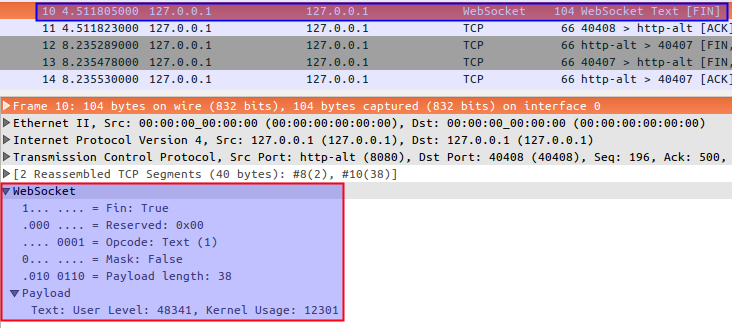 10 4.511805000 127.0.0.1 127.0.0.1 WebSocket 104 WebSocket Text [FIN]
11 4.511823000 127.0.0.1 127.0.0.1 TCP 66 40408 > http-alt [ACK]
12 8.235289000 127.0.0.1 127.0.0.1 TCP 66 http-alt > 40407 [FIN,
13 8.235478000 127.0.0.1 127.0.0.1 TCP 66 http-alt > 40408 [FIN,
14 8.235530000 127.0.0.1 127.0.0.1 TCP 66 40408 > http-alt [ACK]
Frame 10: 104 bytes on wire (832 bits), 104 bytes captured (832 bits) on interface 0
Ethernet II, Src: 00:00:00_00:00:00 (00:00:00:00:00:00), Dst: 00:00:00_00:00:00 (00:00:00:00:00:00)
Internet Protocol Version 4, Src: 127.0.0.1 (127.0.0.1), Dst: 127.0.0.1 (127.0.0.1)
Transmission Control Protocol, Src Port: http-alt (8080), Dst Port: 40408 (40408), Seq: 196, Ack: 500,
[2 Reassembled TCP Segments (40 bytes): #8(2), #10(38)]
WebSocket
1... .... = Fin: True
.000 .... = Reserved: 0x00
.... 0001 = Opcode: Text (1)
0... .... = Mask: False
.010 0110 = Payload length: 38
Payload
Text: User Level: 48341, Kernel Usage: 12301